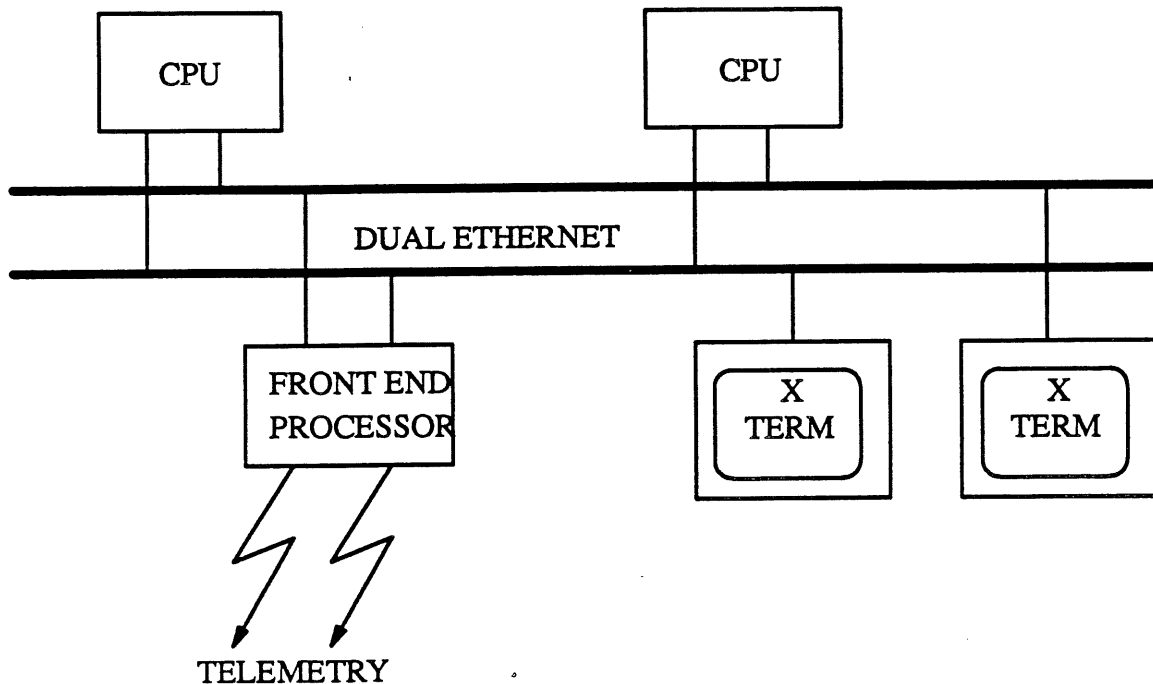 CPU
CPU
DUAL ETHERNET
FRONT END
PROCESSOR
X
TERM
X
TERM
TELEMETRY